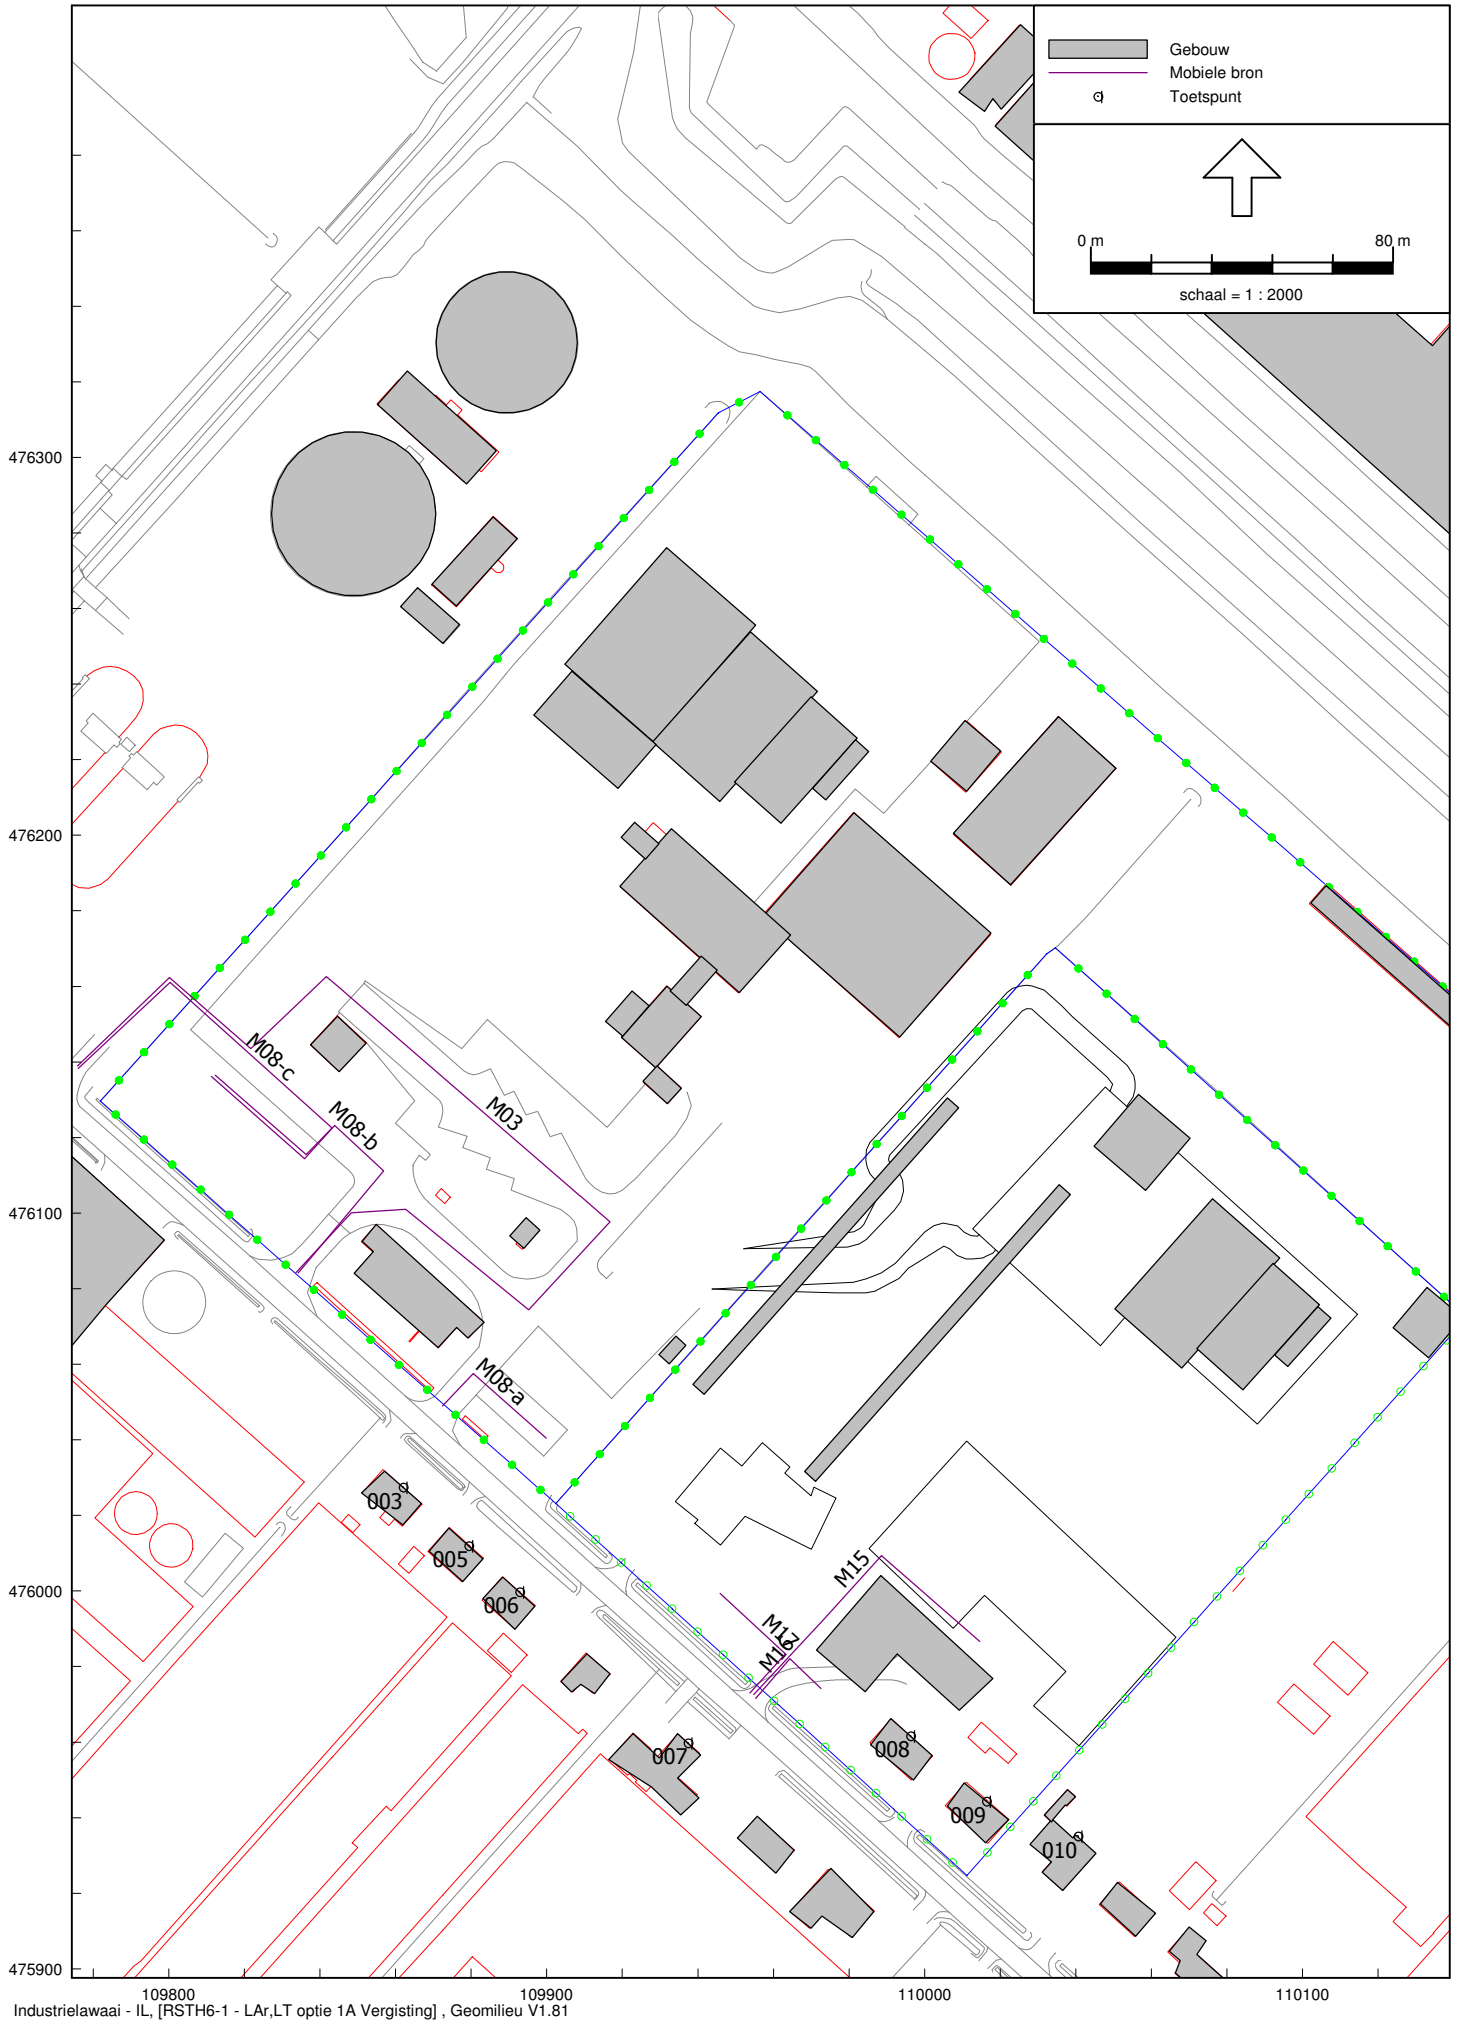 Gebouw
Mobiele bron
Toetspunt
0 m 80 m
schaal = 1 : 2000
476300
476200
M08-c
M03
M08-b
476100
M08-a
003
005
M15
476000
006
M17
M16
008
007
009
010
475900
109800 109900 110000 110100
Industrielawaai - IL, [RSTH6-1 - LAr,LT optie 1A Vergisting] , Geomilieu V1.81